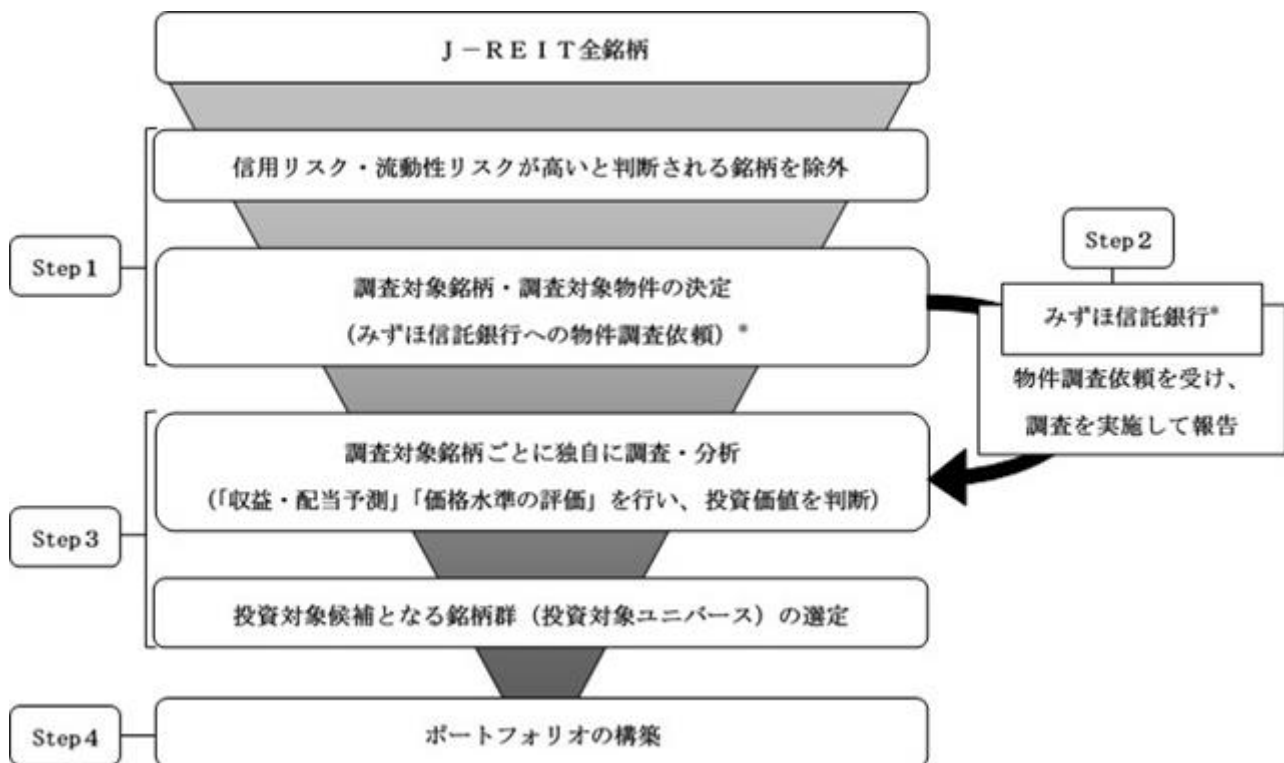 J－REIT全銘柄
Step1
信用リスク・流動性リスクが高いと判断される銘柄を除外
調査対象銘柄・調査対象物件の決定
（みずほ信託銀行への物件調査依頼）*
Step2
みずほ信託銀行*
物件調査依頼を受け、
調査を実施して報告
Step3
調査対象銘柄ごとに独自に調査・分析
（「収益・配当予測」「価格水準の評価」を行い、投資価値を判断）
投資対象候補となる銘柄群（投資対象ユニバース）の選定
Step4
ポートフォリオの構築